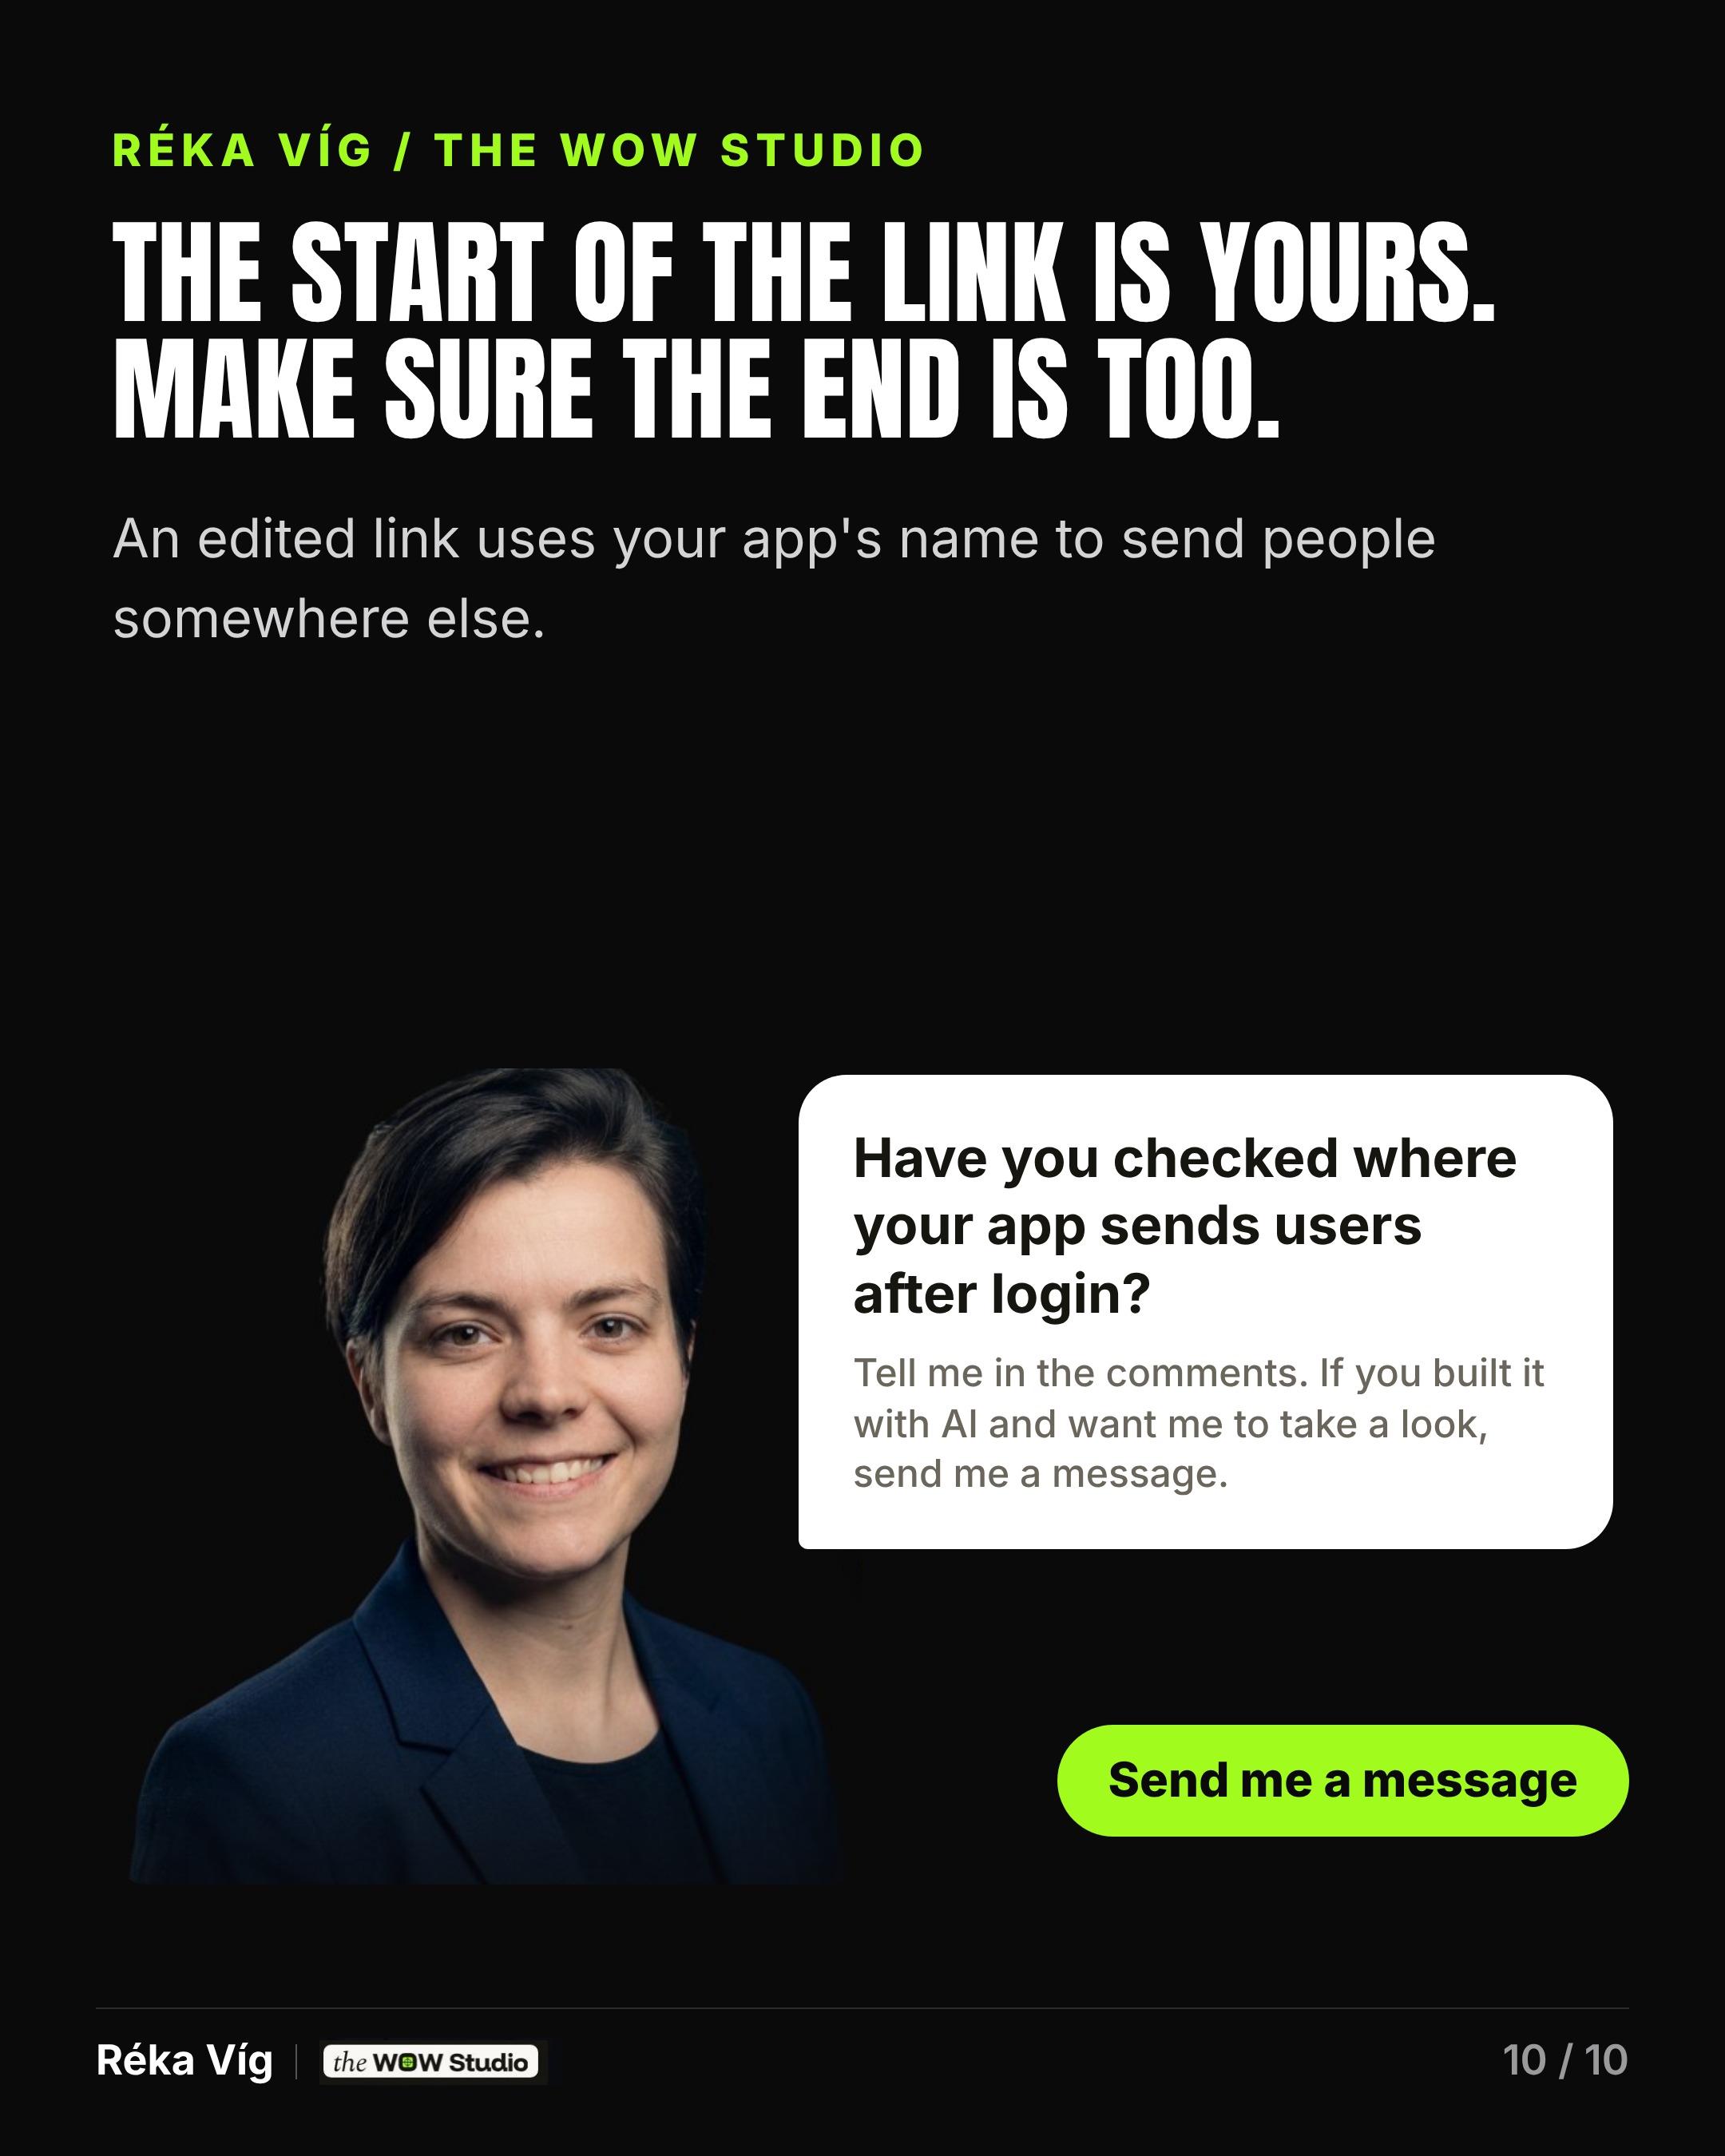 RÉKA VÍG / THE WOW STUDIO
THE START OF THE LINK IS YOURS.
MAKE SURE THE END IS TOO.
An edited link uses your app's name to send people
somewhere else.
Have you checked where
your app sends users
after login?
Tell me in the comments. If you built it
with AI and want me to take a look,
send me a message.
Send me a message
Réka Víg
the WOW Studio
10 / 10